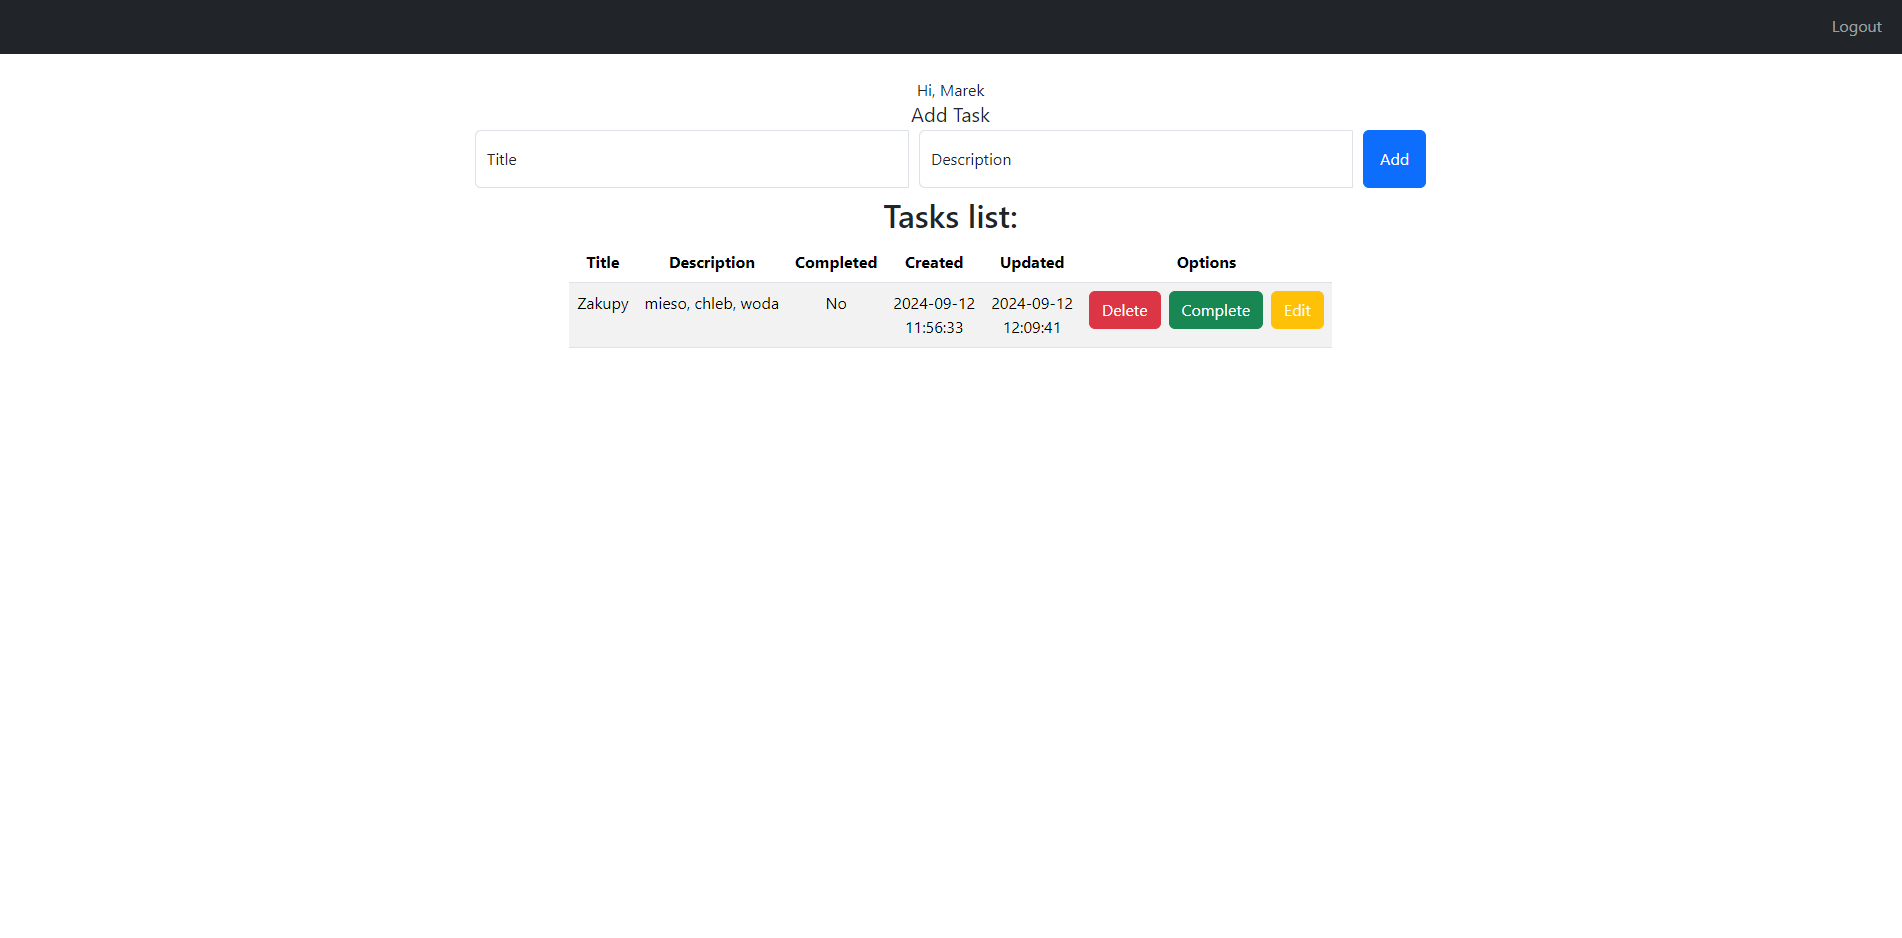 Logout
Hi, Marek
Add Task
Title Description Add
Tasks list:
Title Description Completed Created Updated Options
Zakupy mieso, chleb, woda No 2024-09-12 2024-09-12 Delete Complete Edit
11:56:33 12:09:41